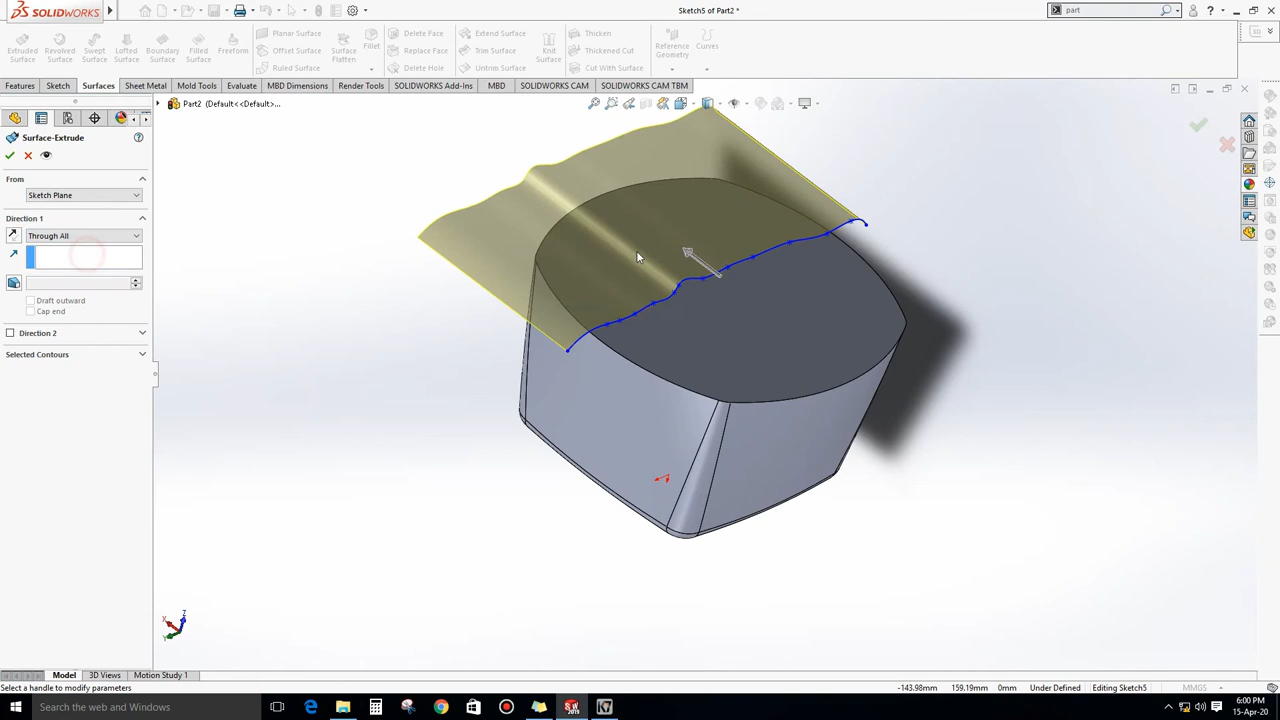 SOLIDWORKS
Sketch5 of Part2 *
part
Extruded Surface
Revolved Surface
Swept Surface
Lofted Surface
Boundary Surface
Filled Surface
Freeform
Planar Surface
Offset Surface
Ruled Surface
Surface Flatten
Fillet
Delete Face
Replace Face
Delete Hole
Extend Surface
Trim Surface
Untrim Surface
Knit Surface
Thicken
Thickened Cut
Cut With Surface
Reference Geometry
Curves
Features Sketch Surfaces Sheet Metal Mold Tools Evaluate MBD Dimensions Render Tools SOLIDWORKS Add-Ins MBD SOLIDWORKS CAM SOLIDWORKS CAM TBM
Part2 (Default<<Default>...
Surface-Extrude
From
Sketch Plane
Direction 1
Through All
Draft outward
Cap end
Direction 2
Selected Contours
X
Y
Z
Model 3D Views Motion Study 1
Select a handle to modify parameters
-143.98mm 159.19mm 0mm Under Defined Editing Sketch5 MMGS
Search the web and Windows
6:00 PM
15-Apr-20